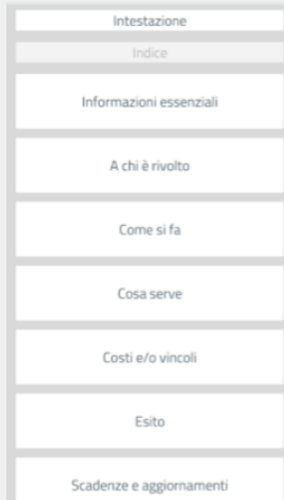 Intestazione
Indice
Informazioni essenziali
A chi è rivolto
Come si fa
Cosa serve
Costi e/o vincoli
Esito
Scadenze e aggiornamenti